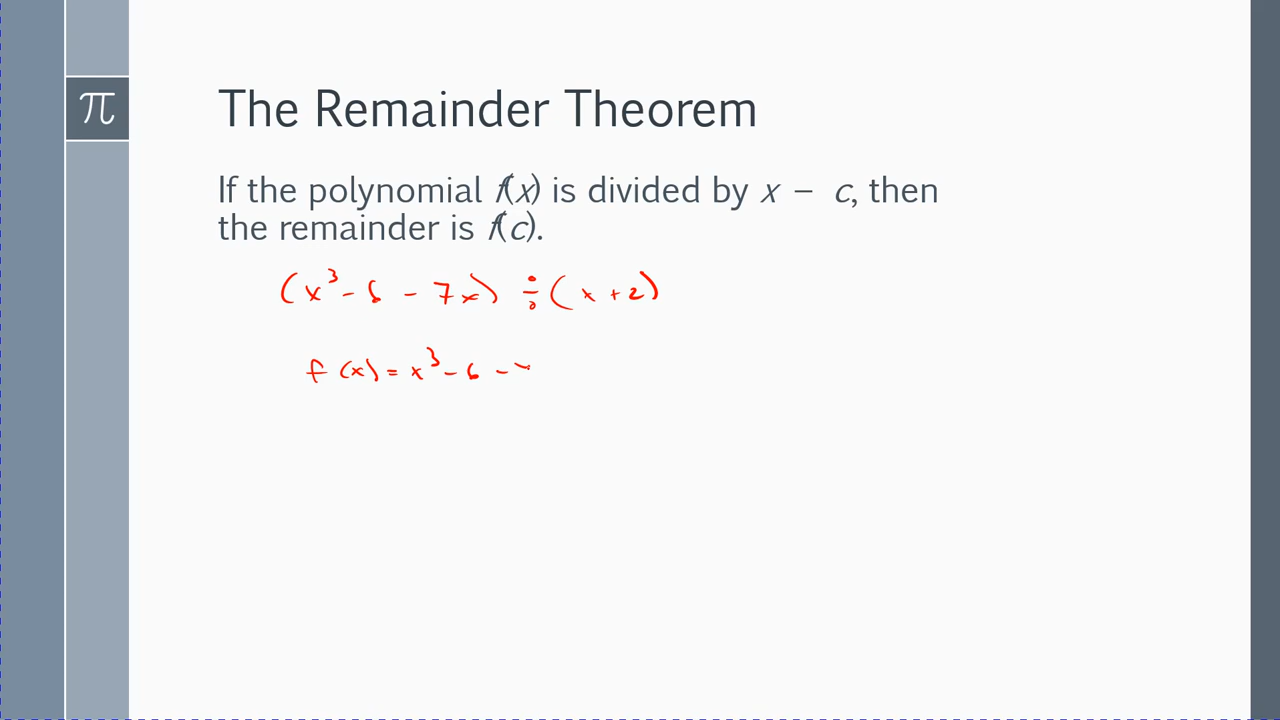 π
The Remainder Theorem
If the polynomial f(x) is divided by x − c, then
the remainder is f(c).
(x³ - 6 - 7x) ÷ (x + 2)
f(x) = x³ - 6 -